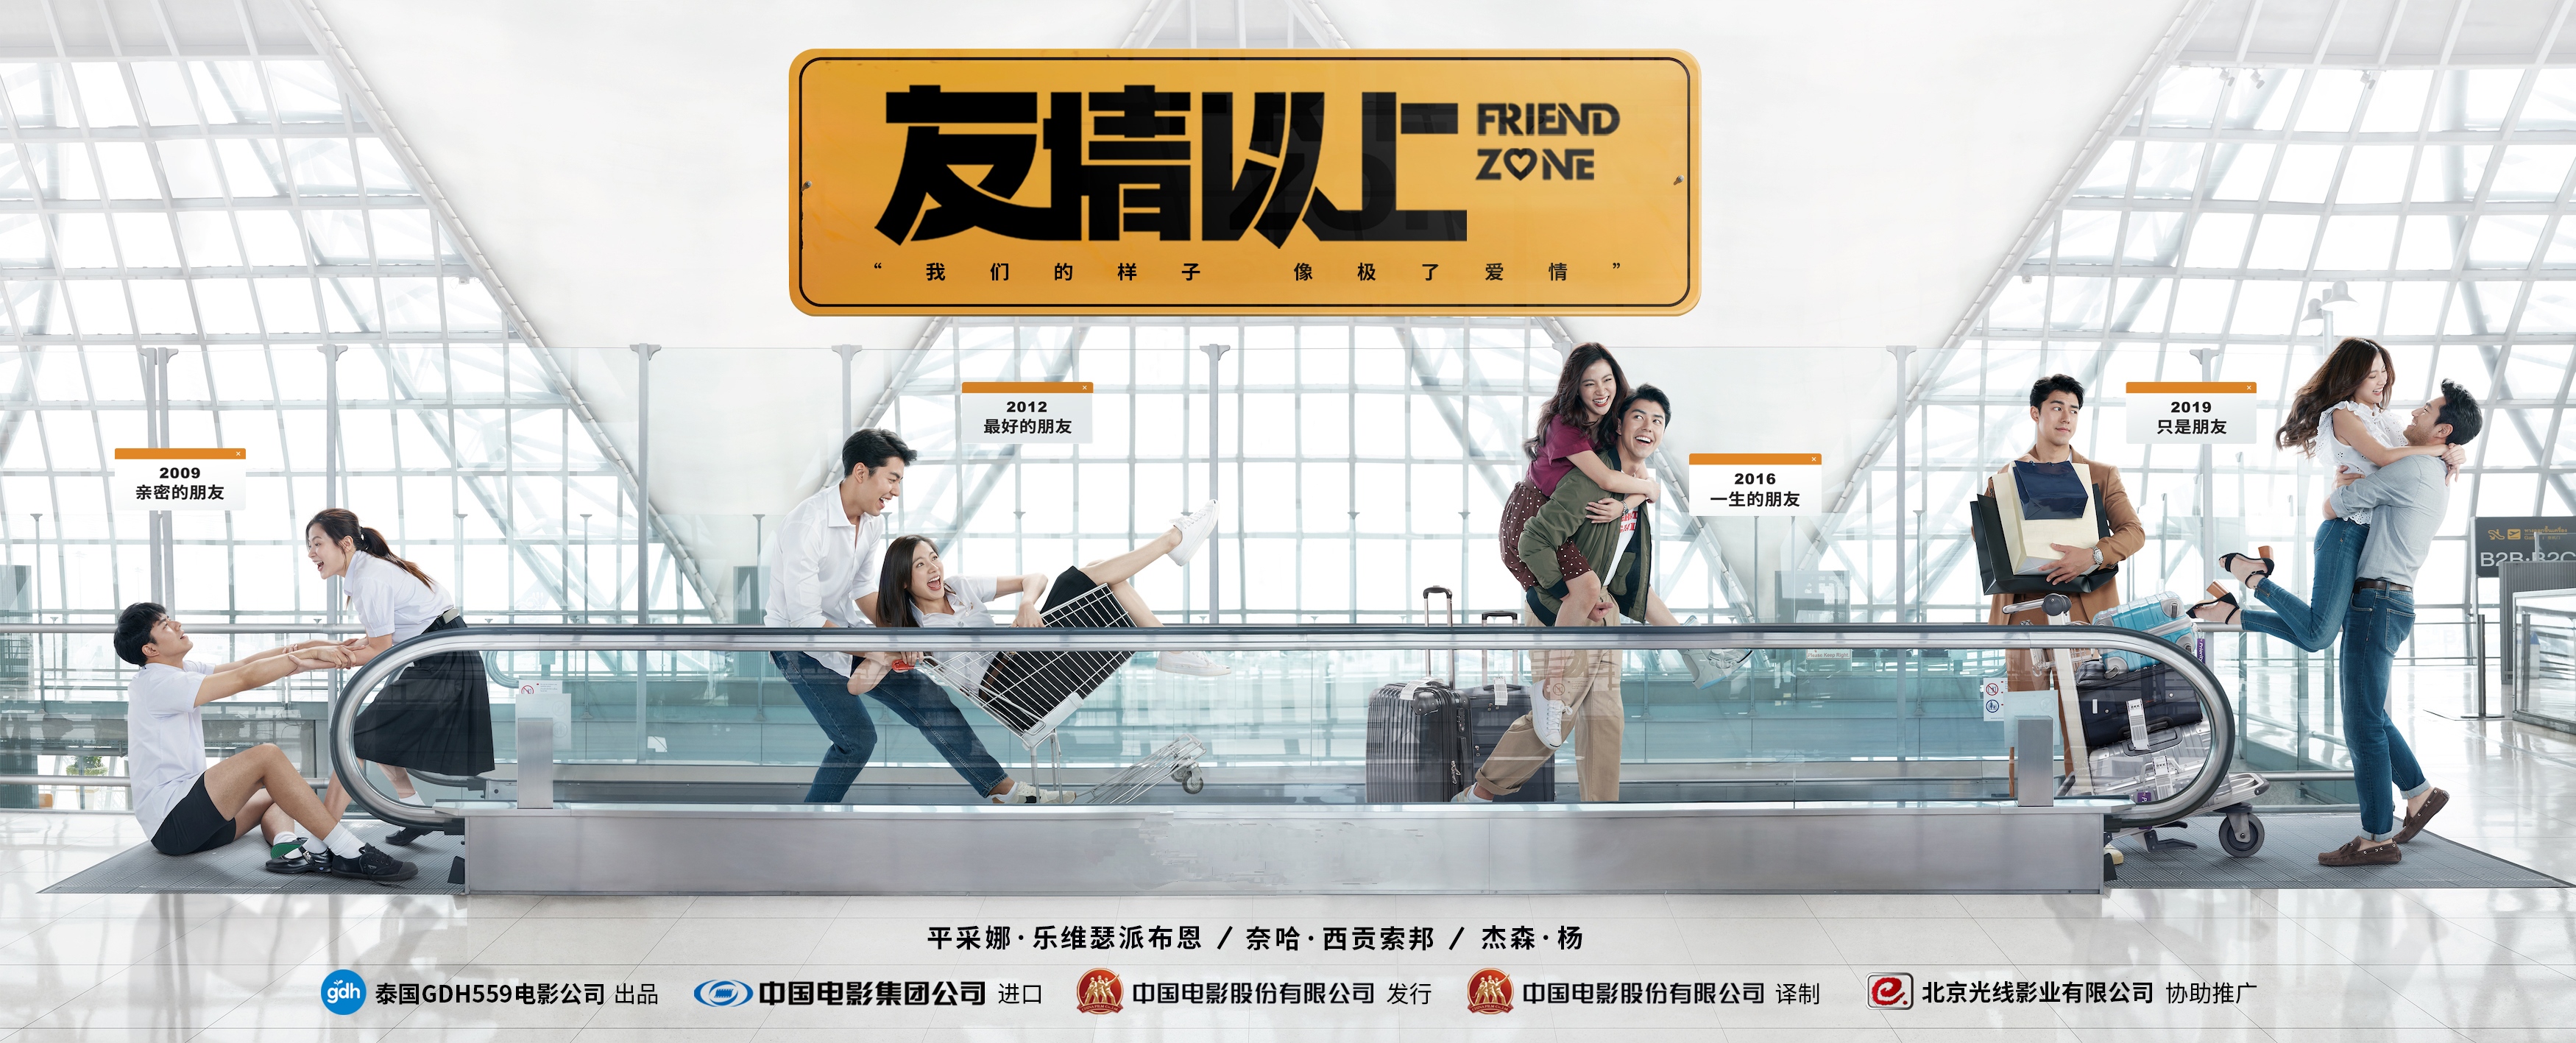 友情以上
FRIEND
ZONE
“我们的样子 像极了爱情”
2009
亲密的朋友
2012
最好的朋友
2016
一生的朋友
2019
只是朋友
B2B·B2C
平采娜·乐维瑟派布恩 / 奈哈·西贡索邦 / 杰森·杨
gdh 泰国GDH559电影公司 出品 中国电影集团公司 进口 中国电影股份有限公司 发行 中国电影股份有限公司 译制 北京光线影业有限公司 协助推广